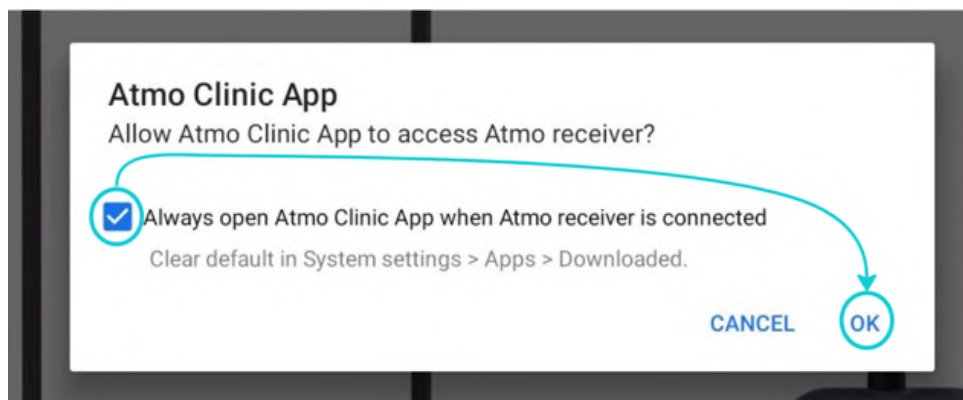 Atmo Clinic App
Allow Atmo Clinic App to access Atmo receiver?
Always open Atmo Clinic App when Atmo receiver is connected
Clear default in System settings > Apps > Downloaded.
CANCEL OK